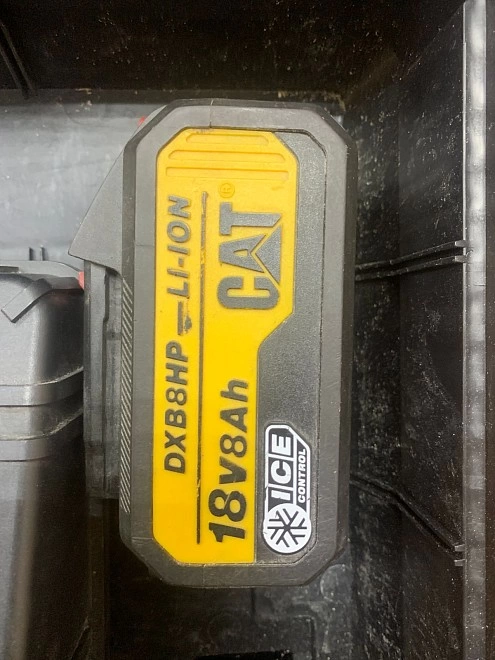 DXB8HP — LI-ION
CAT®
18V8Ah
ICE
CONTROL